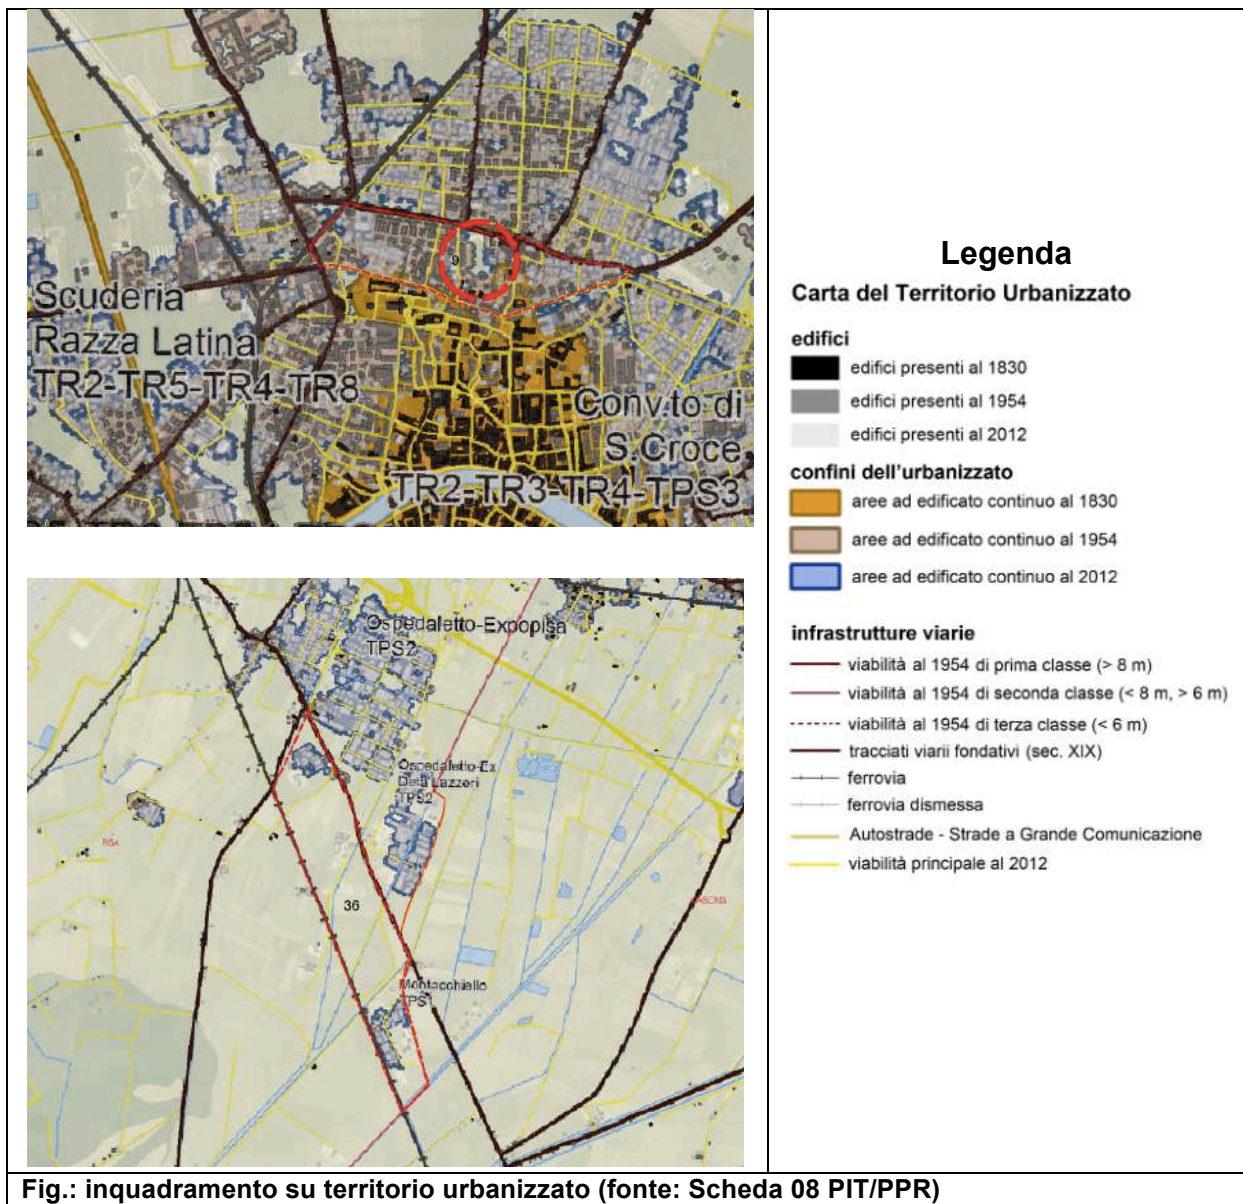 9
Scuderia
Razza Latina
TR2-TR5-TR4-TR8
Conv.to di
S.Croce
TR2-TR3-TR4-TPS3
Ospedaletto-Expopisa
TPS2
Ospedaletto-Ex
Deta Lazzeri
TPS2
PISA
36
CASCINA
Montacchiello
TPS1
Legenda
Carta del Territorio Urbanizzato
edifici
edifici presenti al 1830
edifici presenti al 1954
edifici presenti al 2012
confini dell'urbanizzato
aree ad edificato continuo al 1830
aree ad edificato continuo al 1954
aree ad edificato continuo al 2012
infrastrutture viarie
viabilità al 1954 di prima classe (> 8 m)
viabilità al 1954 di seconda classe (< 8 m, > 6 m)
viabilità al 1954 di terza classe (< 6 m)
tracciati viarii fondativi (sec. XIX)
ferrovia
ferrovia dismessa
Autostrade - Strade a Grande Comunicazione
viabilità principale al 2012
Fig.: inquadramento su territorio urbanizzato (fonte: Scheda 08 PIT/PPR)